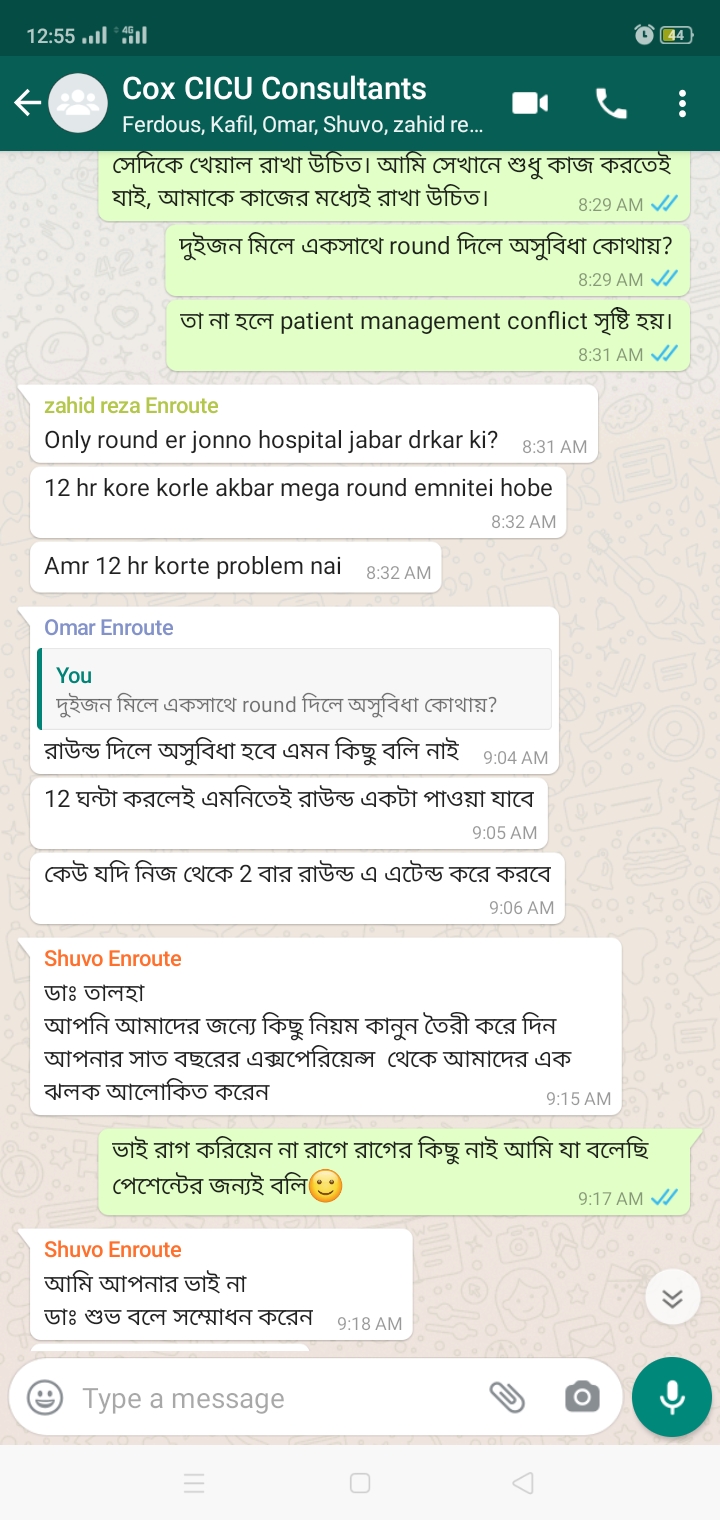 12:55
4G
44
Cox CICU Consultants
Ferdous, Kafil, Omar, Shuvo, zahid re...
সেদিকে খেয়াল রাখা উচিত। আমি সেখানে শুধু কাজ করতেই
যাই, আমাকে কাজের মধ্যেই রাখা উচিত।
8:29 AM
দুইজন মিলে একসাথে round দিলে অসুবিধা কোথায়?
8:29 AM
তা না হলে patient management conflict সৃষ্টি হয়।
8:31 AM
zahid reza Enroute
Only round er jonno hospital jabar drkar ki? 8:31 AM
12 hr kore korle akbar mega round emnitei hobe
8:32 AM
Amr 12 hr korte problem nai 8:32 AM
Omar Enroute
You
দুইজন মিলে একসাথে round দিলে অসুবিধা কোথায়?
রাউন্ড দিলে অসুবিধা হবে এমন কিছু বলি নাই 9:04 AM
12 ঘন্টা করলেই এমনিতেই রাউন্ড একটা পাওয়া যাবে
9:05 AM
কেউ যদি নিজ থেকে 2 বার রাউন্ড এ এটেন্ড করে করবে
9:06 AM
Shuvo Enroute
ডাঃ তালহা
আপনি আমাদের জন্যে কিছু নিয়ম কানুন তৈরী করে দিন
আপনার সাত বছরের এক্সপেরিয়েন্স থেকে আমাদের এক
ঝলক আলোকিত করেন 9:15 AM
ভাই রাগ করিয়েন না রাগে রাগের কিছু নাই আমি যা বলেছি
পেশেন্টের জন্যই বলি🙂 9:17 AM
Shuvo Enroute
আমি আপনার ভাই না
ডাঃ শুভ বলে সম্মোধন করেন 9:18 AM
Type a message